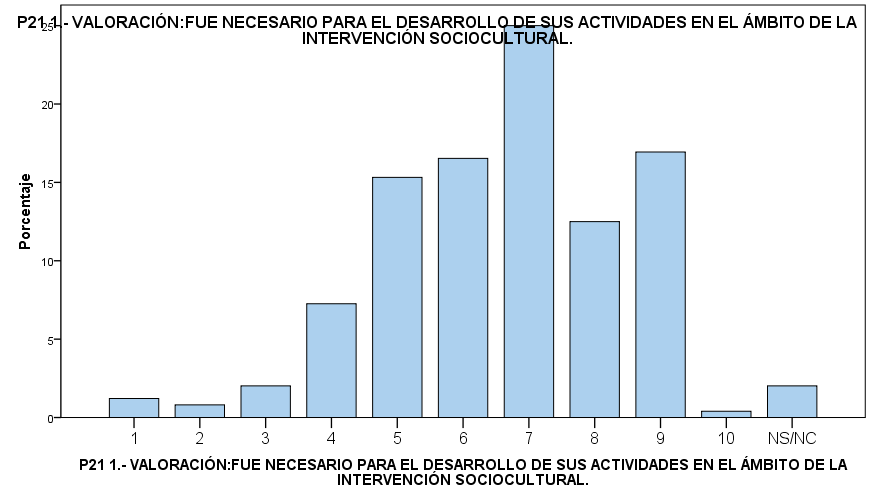 P21 1.- VALORACIÓN:FUE NECESARIO PARA EL DESARROLLO DE SUS ACTIVIDADES EN EL ÁMBITO DE LA
INTERVENCIÓN SOCIOCULTURAL.
25
20
15
10
5
0
Porcentaje
1 2 3 4 5 6 7 8 9 10 NS/NC
P21 1.- VALORACIÓN:FUE NECESARIO PARA EL DESARROLLO DE SUS ACTIVIDADES EN EL ÁMBITO DE LA
INTERVENCIÓN SOCIOCULTURAL.